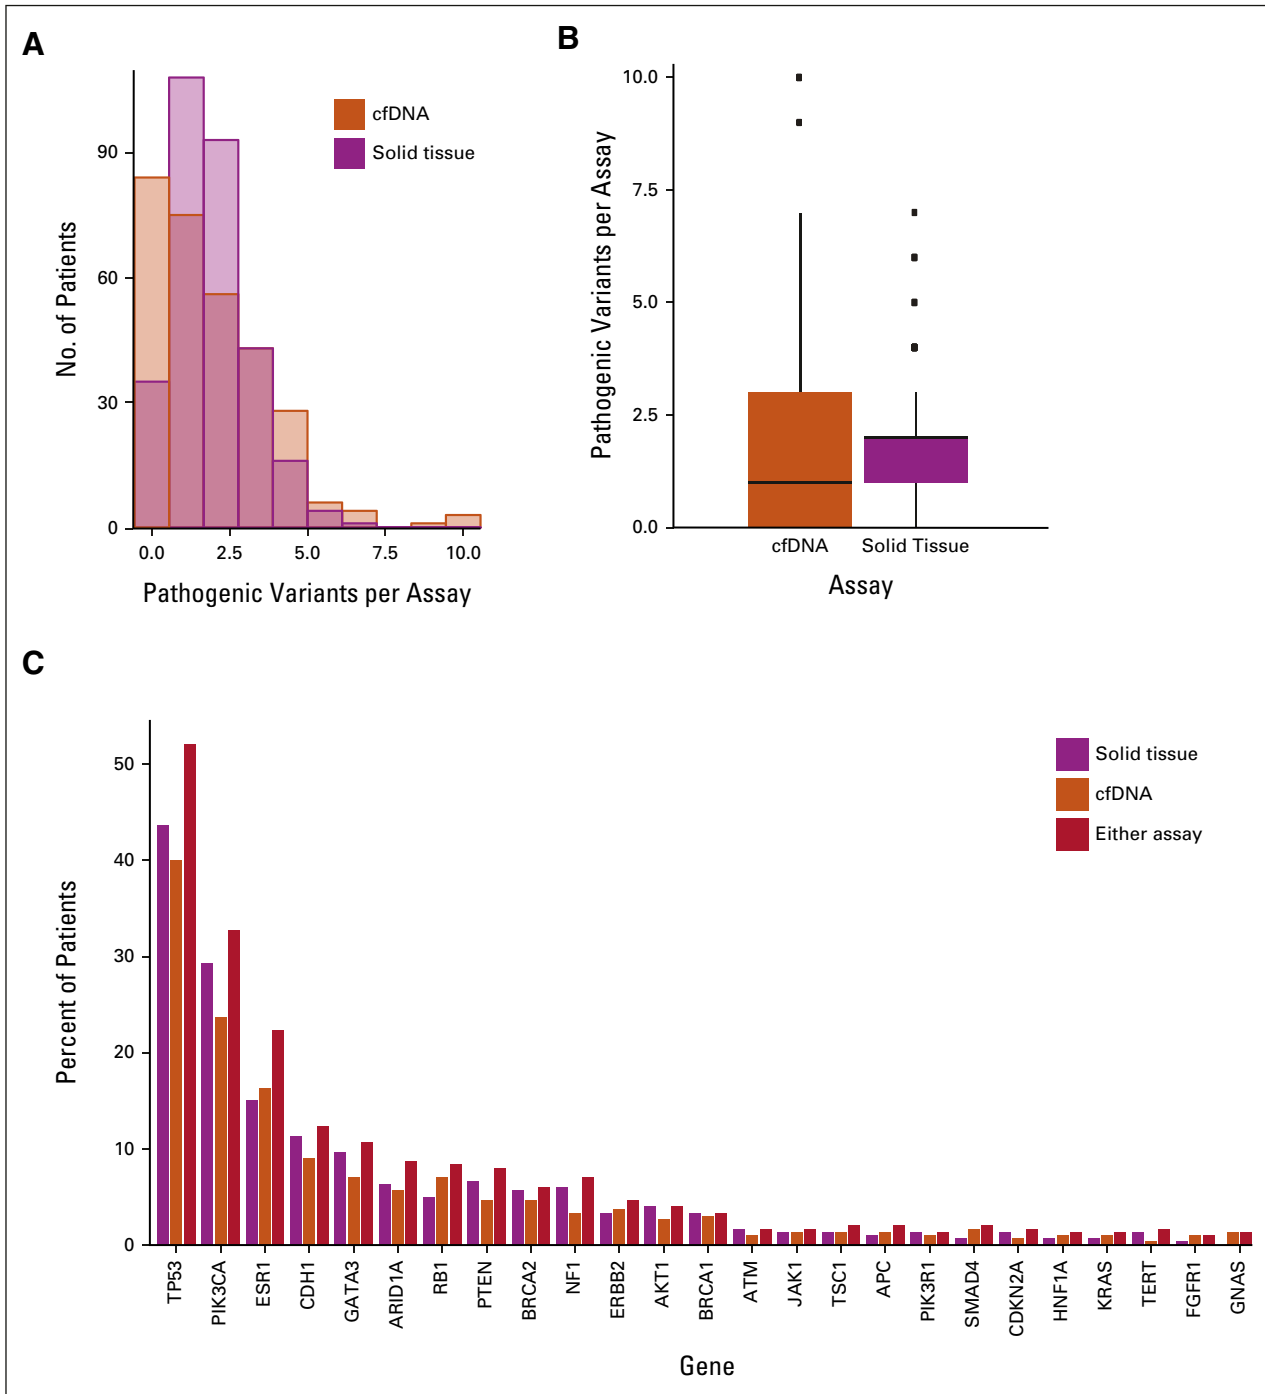 A
cfDNA
Solid tissue
No. of Patients
90
60
30
0
0.0 2.5 5.0 7.5 10.0
Pathogenic Variants per Assay
B
Pathogenic Variants per Assay
10.0
7.5
5.0
2.5
0.0
cfDNA Solid Tissue
Assay
C
Solid tissue
cfDNA
Either assay
Percent of Patients
50
40
30
20
10
0
TP53 PIK3CA ESR1 CDH1 GATA3 ARID1A RB1 PTEN BRCA2 NF1 ERBB2 AKT1 BRCA1 ATM JAK1 TSC1 APC PIK3R1 SMAD4 CDKN2A HNF1A KRAS TERT FGFR1 GNAS
Gene